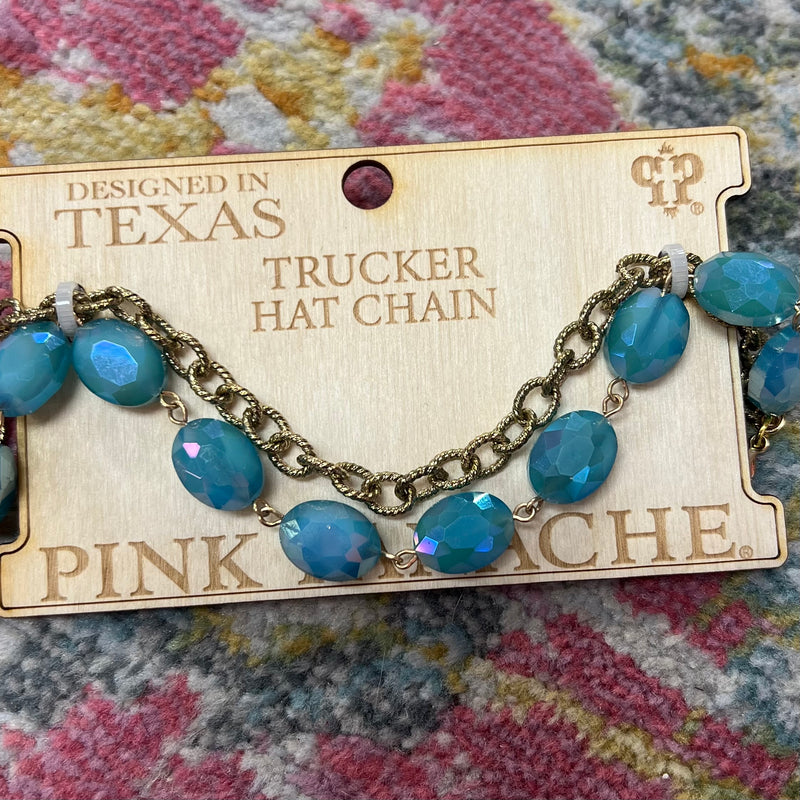 DESIGNED IN
TEXAS
TRUCKER
HAT CHAIN
PINK
®